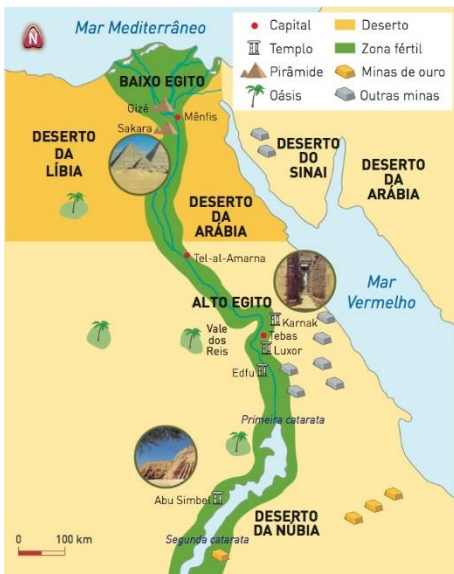 Mar Mediterrâneo
N
Capital
Templo
Pirâmide
Oásis
Deserto
Zona fértil
Minas de ouro
Outras minas
BAIXO EGITO
Gizé
Mênfis
Sakara
DESERTO
DA
LÍBIA
DESERTO
DO
SINAI
DESERTO
DA
ARÁBIA
DESERTO
DA
ARÁBIA
Tel-al-Amarna
Mar
Vermelho
ALTO EGITO
Karnak
Tebas
Vale
dos
Reis
Luxor
Edfu
Primeira catarata
Abu Simbel
DESERTO
DA NÚBIA
Segunda catarata
0 100 km